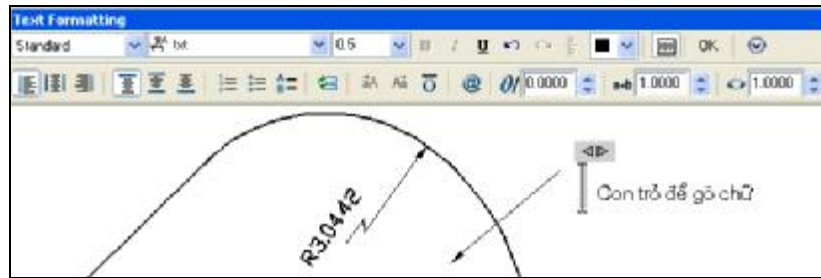 Text Formatting
Standard txt 0.5 B I U OK
@ 0/ 0.0000 a•b 1.0000 1.0000
R3.0442
Con trỏ để gõ chữ